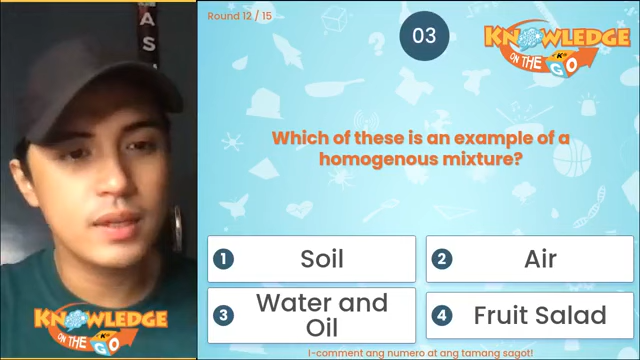 Round 12 / 15
03
KNOWLEDGE
ON THE GO
A
S
Which of these is an example of a
homogenous mixture?
1 Soil
2 Air
3 Water and
Oil
4 Fruit Salad
KNOWLEDGE
ON THE GO
I-comment ang numero at ang tamang sagot!